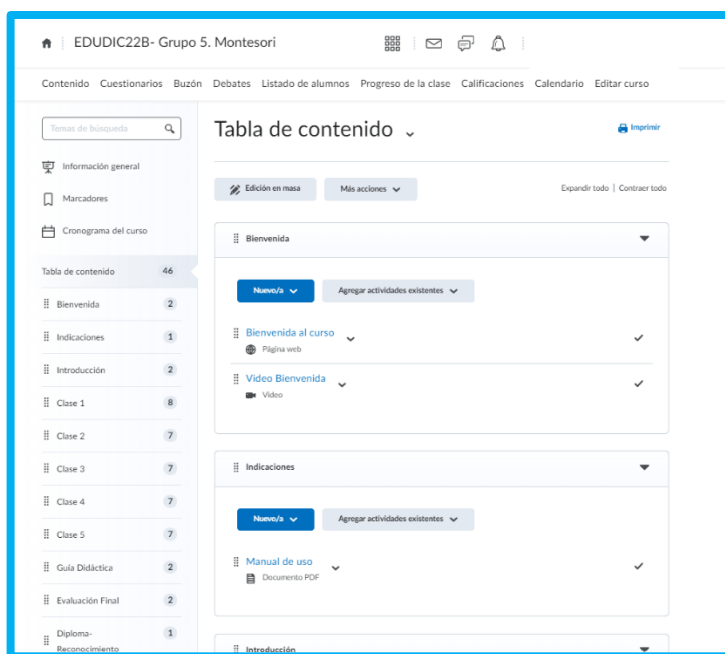 EDUDIC22B- Grupo 5. Montesori
Contenido Cuestionarios Buzón Debates Listado de alumnos Progreso de la clase Calificaciones Calendario Editar curso
Temas de búsqueda
Información general
Marcadores
Cronograma del curso
Tabla de contenido 46
Bienvenida 2
Indicaciones 1
Introducción 2
Clase 1 8
Clase 2 7
Clase 3 7
Clase 4 7
Clase 5 7
Guía Didáctica 2
Evaluación Final 2
Diploma- 1
Reconocimiento
Tabla de contenido
Imprimir
Edición en masa Más acciones Expandir todo | Contraer todo
Bienvenida
Nuevo/a Agregar actividades existentes
Bienvenida al curso
Página web
Video Bienvenida
Video
Indicaciones
Nuevo/a Agregar actividades existentes
Manual de uso
Documento PDF
Introducción